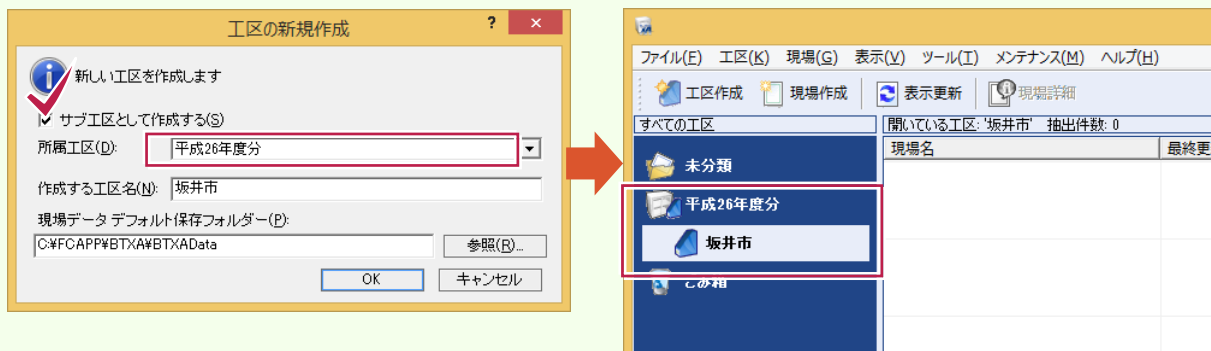 工区の新規作成
?
×
新しい工区を作成します
サブ工区として作成する(S)
所属工区(D):
平成26年度分
作成する工区名(N):
坂井市
現場データ デフォルト保存フォルダー(P):
C:¥FCAPP¥BTXA¥BTXAData
参照(R)...
OK
キャンセル
ファイル(F) 工区(K) 現場(G) 表示(V) ツール(T) メンテナンス(M) ヘルプ(H)
工区作成 現場作成 表示更新 現場詳細
すべての工区
開いている工区: '坂井市' 抽出件数: 0
現場名
最終更
未分類
平成26年度分
坂井市
ごみ箱